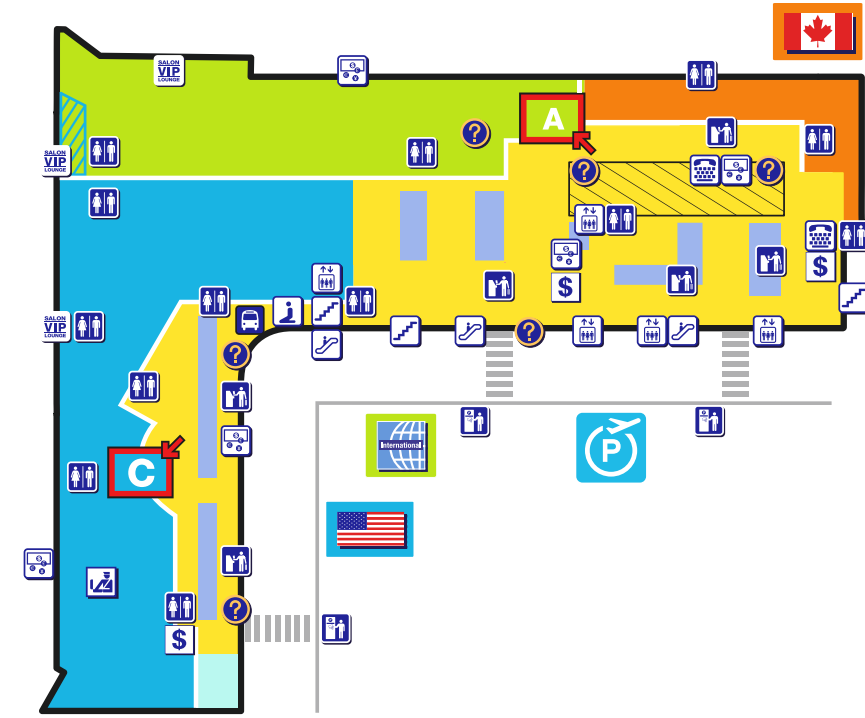 SALON
VIP
LOUNGE
A
?
?
?
SALON
VIP
LOUNGE
$
$
SALON
VIP
LOUNGE
?
?
International
P
C
?
$